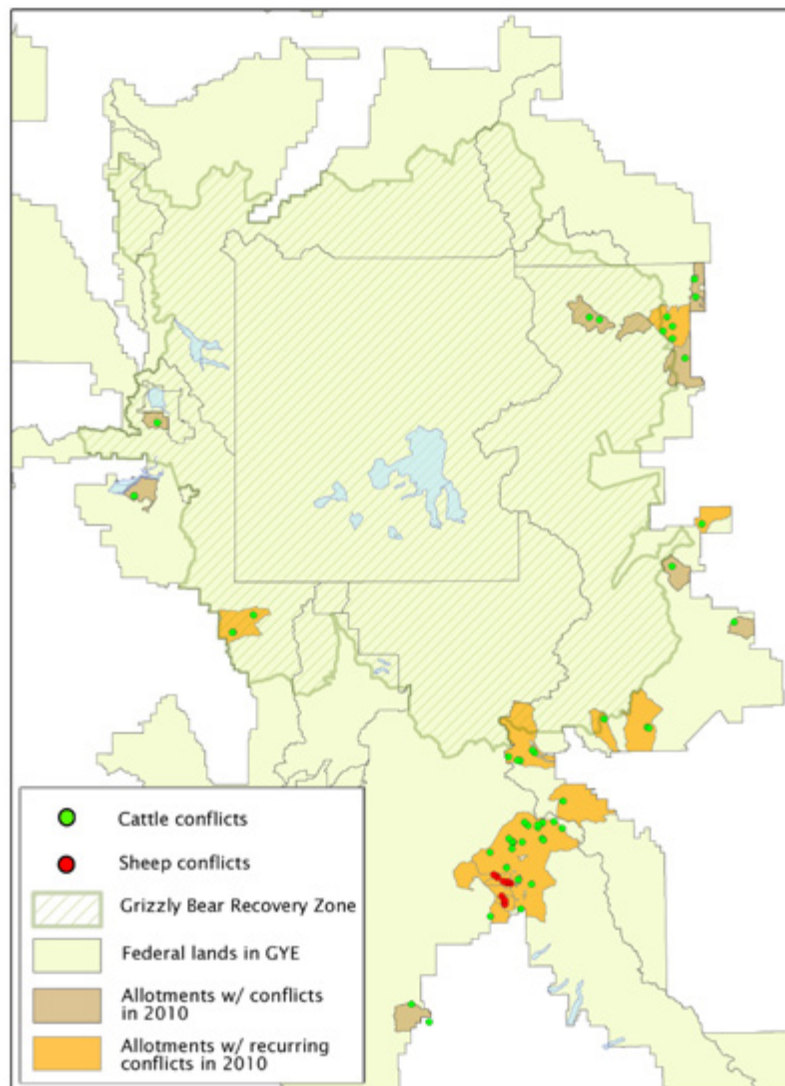 Cattle conflicts
Sheep conflicts
Grizzly Bear Recovery Zone
Federal lands in GYE
Allotments w/ conflicts
in 2010
Allotments w/ recurring
conflicts in 2010